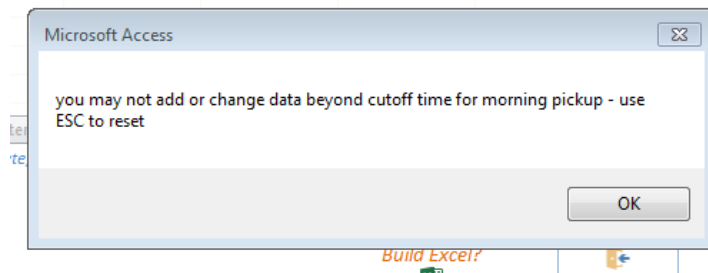 Microsoft Access
you may not add or change data beyond cutoff time for morning pickup - use
ESC to reset
OK
Build Excel?